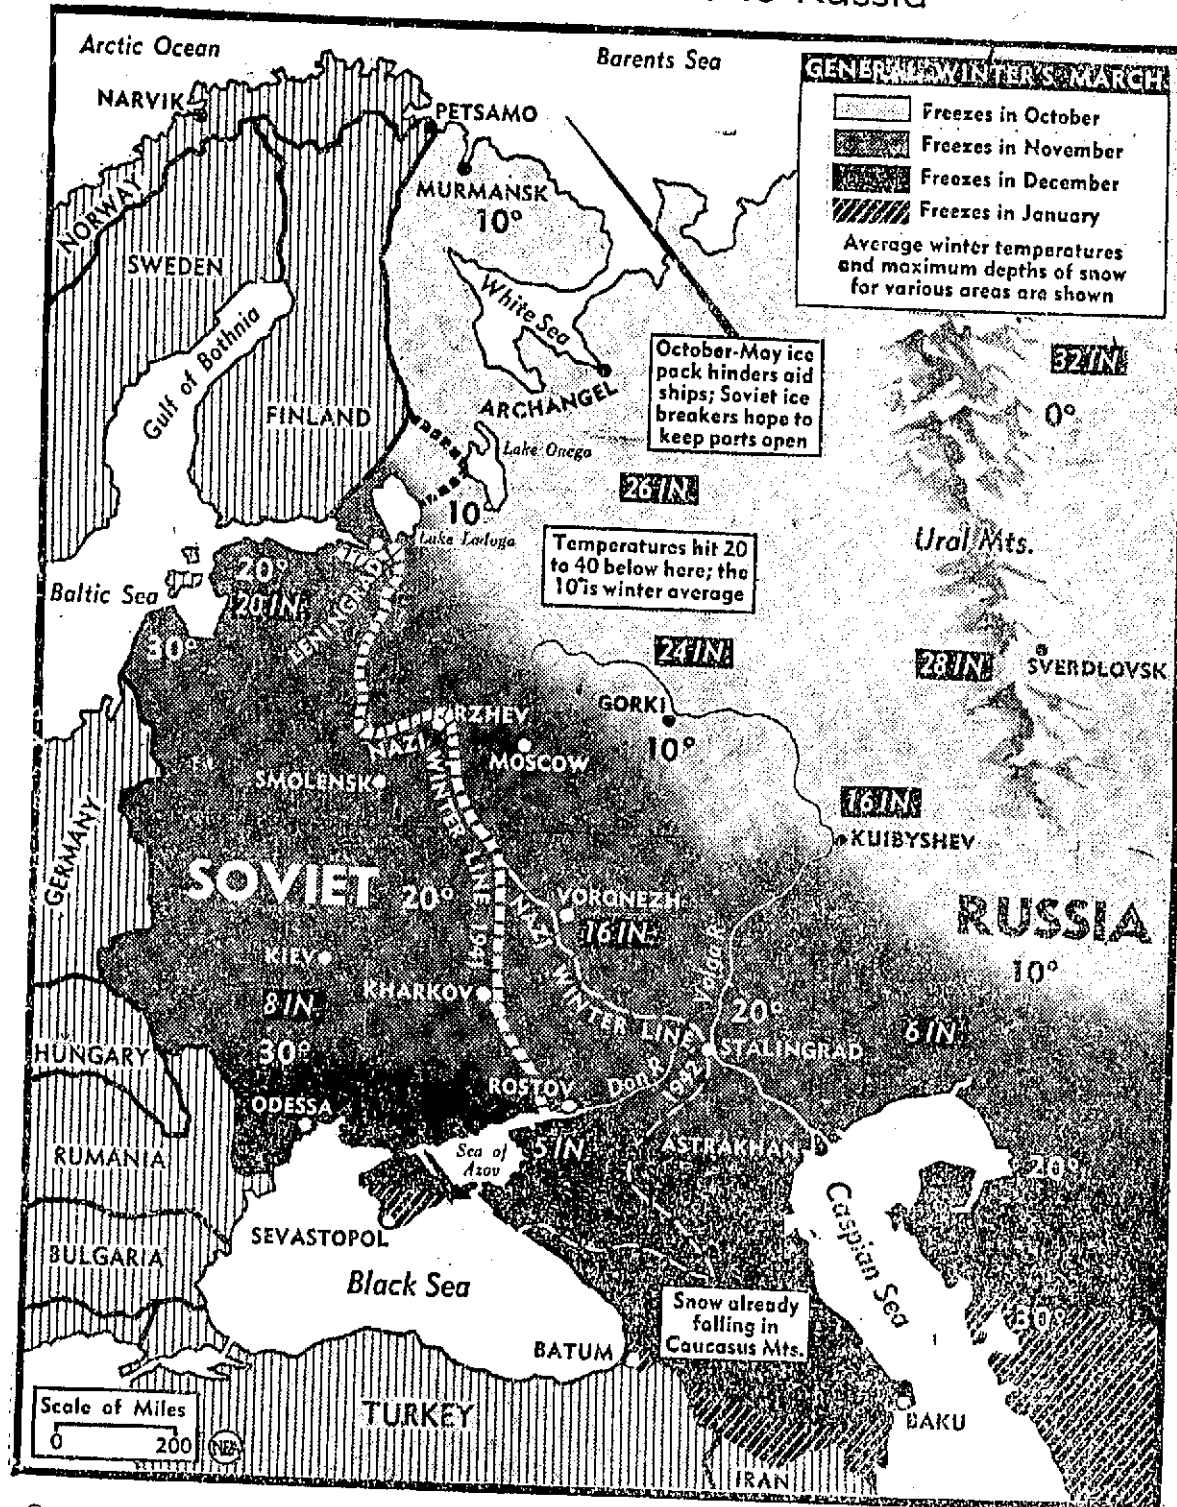 to Russia
Arctic Ocean
Barents Sea
GENERAL WINTER'S MARCH
Freezes in October
Freezes in November
Freezes in December
Freezes in January
Average winter temperatures
and maximum depths of snow
for various areas are shown
NARVIK
PETSAMO
MURMANSK
10°
NORWAY
SWEDEN
White Sea
Gulf of Bothnia
FINLAND
ARCHANGEL
October-May ice
pack hinders aid
ships; Soviet ice
breakers hope to
keep ports open
32 IN.
0°
Lake Onega
26 IN.
10°
Lake Ladoga
Ural Mts.
Temperatures hit 20
to 40 below here; the
10° is winter average
Baltic Sea
20°
20 IN.
LENINGRAD
30°
24 IN.
28 IN.
SVERDLOVSK
GORKI
10°
RZHEV
MOSCOW
NAZI
WINTER
LINE
1941
SMOLENSK
16 IN.
KUIBYSHEV
GERMANY
SOVIET
20°
VORONEZH
16 IN.
RUSSIA
10°
NAZI
WINTER LINE
1942
Volga R.
KIEV
8 IN.
KHARKOV
20°
6 IN.
HUNGARY
30°
STALINGRAD
ROSTOV
Don R.
ODESSA
RUMANIA
Sea of
Azov
5 IN.
ASTRAKHAN
20°
SEVASTOPOL
BULGARIA
Black Sea
Caspian Sea
Snow already
falling in
Caucasus Mts.
30°
BATUM
BAKU
Scale of Miles
0 200
NEA
TURKEY
IRAN